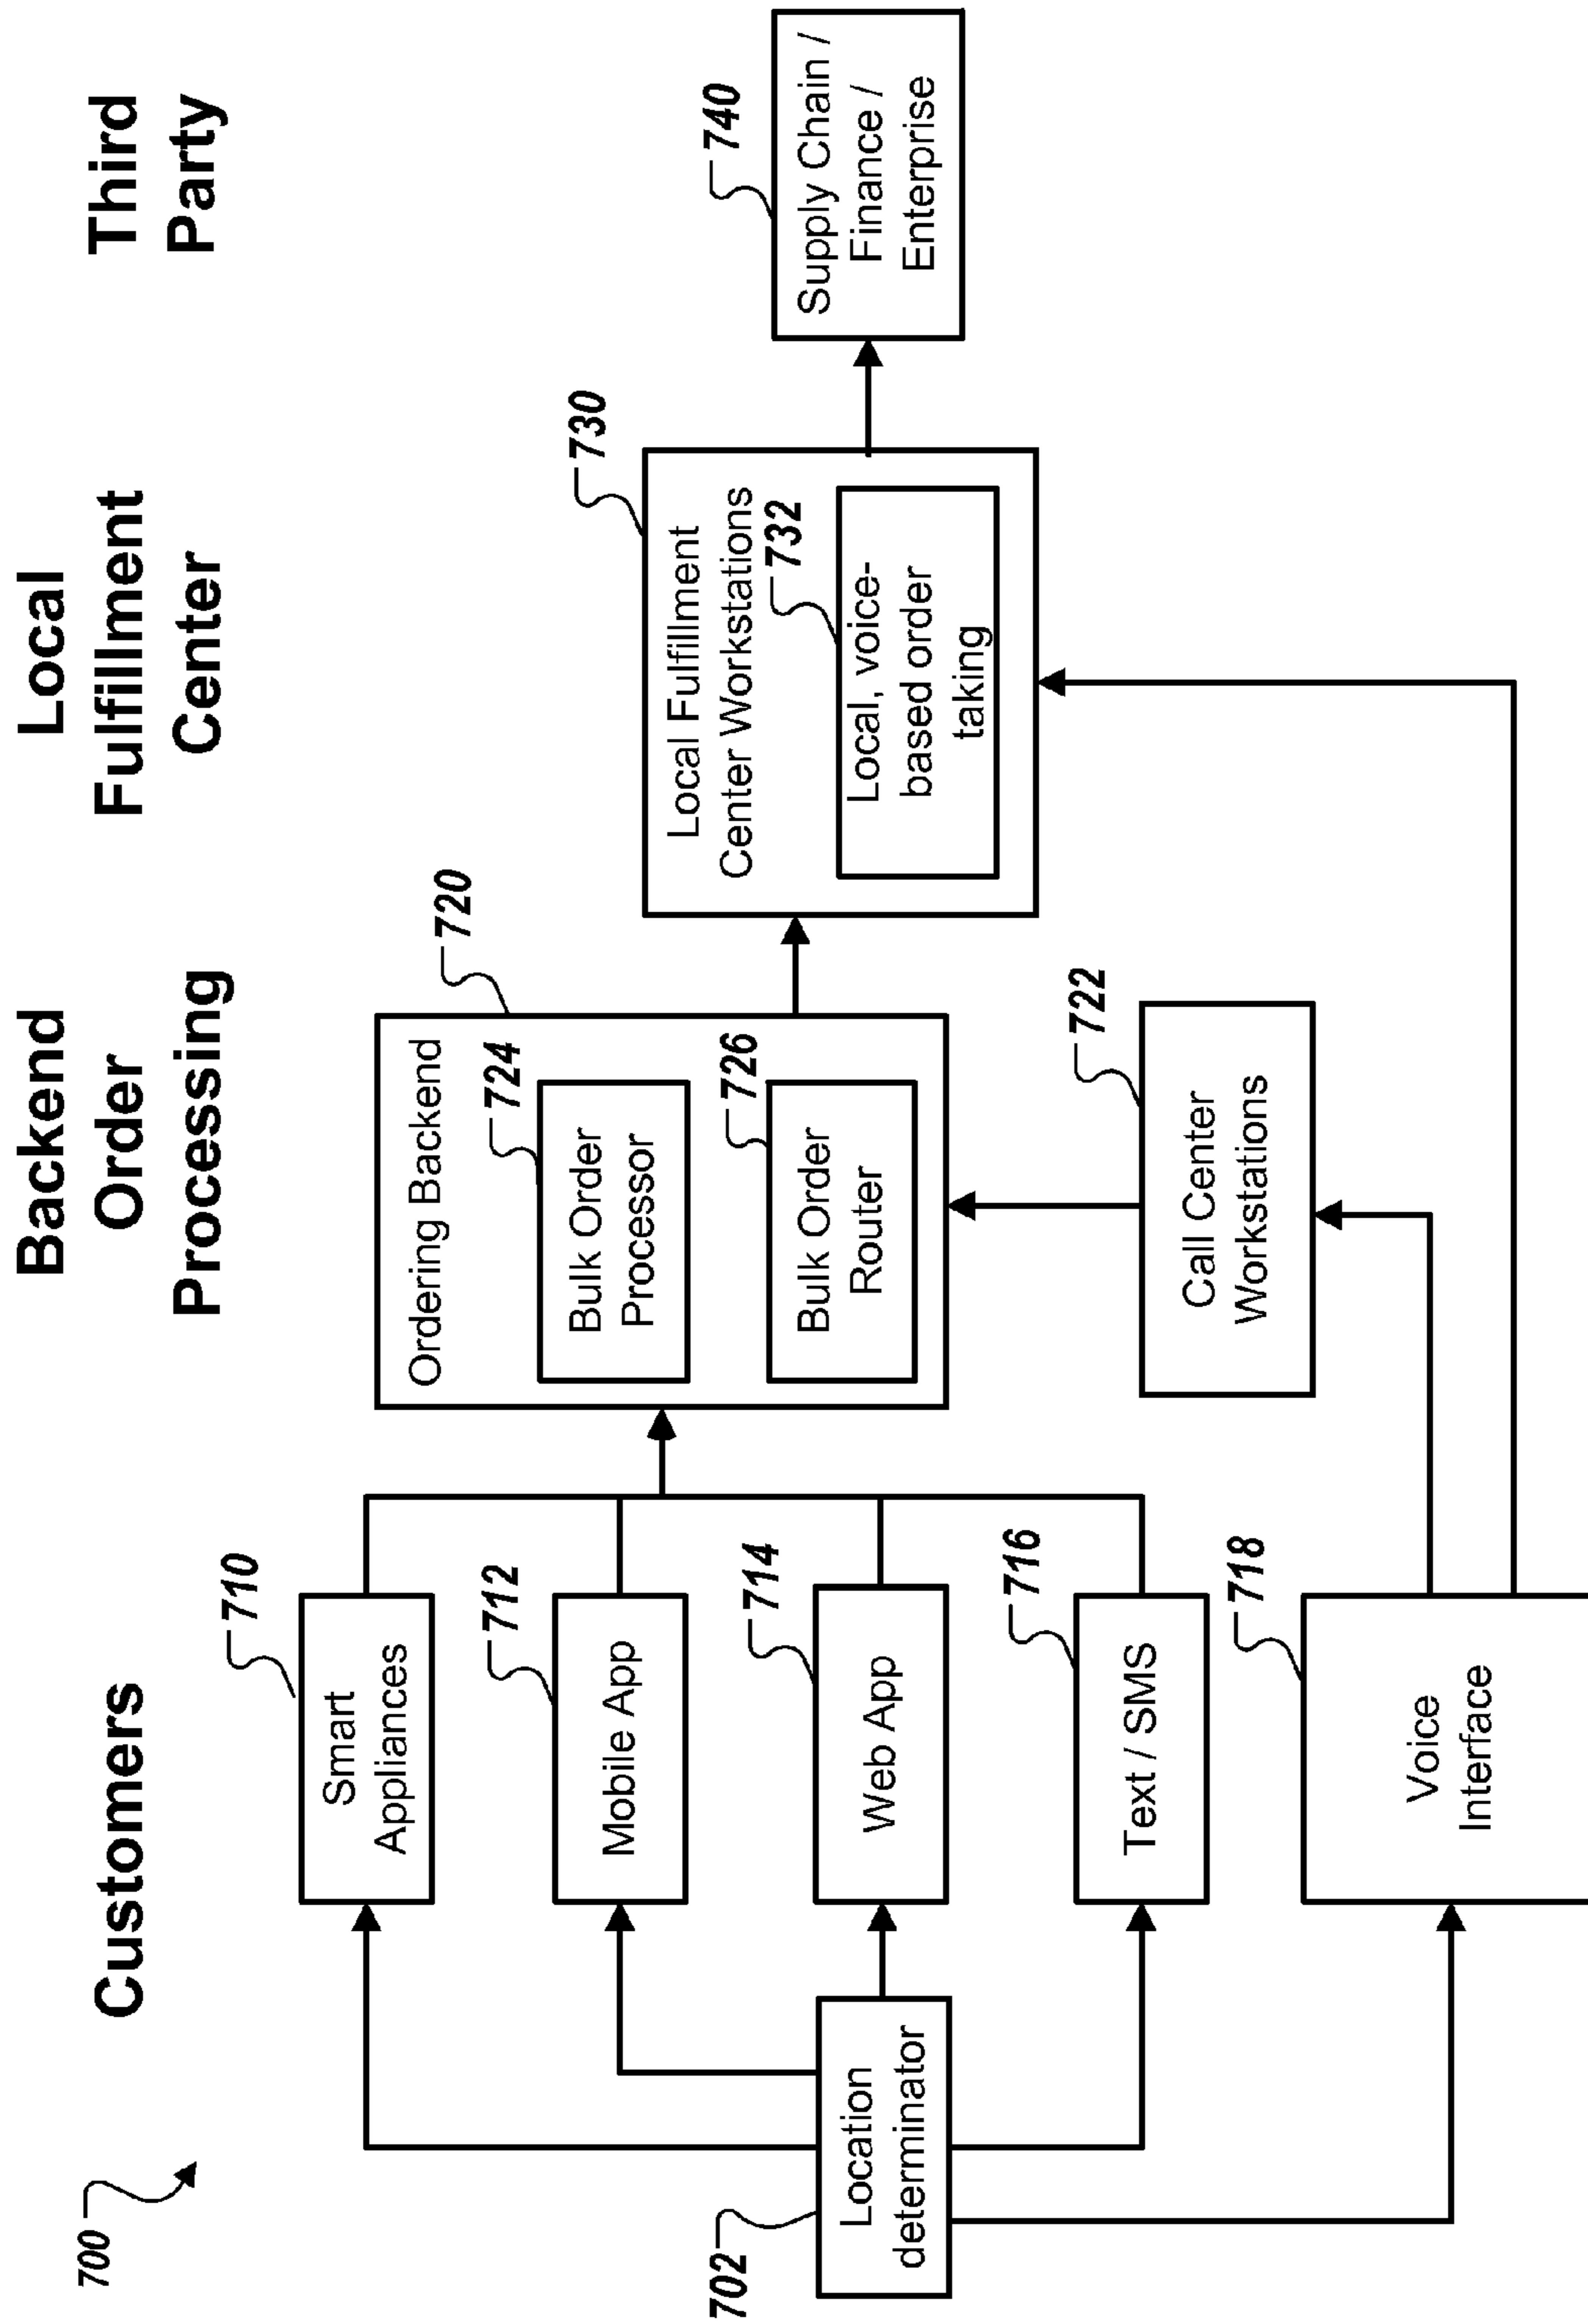 700
Customers
Backend
Order
Processing
Local
Fulfillment
Center
Third
Party
702
Location
determinator
710
Smart
Appliances
712
Mobile App
714
Web App
716
Text / SMS
718
Voice
Interface
720
Ordering Backend
724
Bulk Order
Processor
726
Bulk Order
Router
722
Call Center
Workstations
730
Local Fulfillment
Center Workstations
732
Local, voice-
based order
taking
740
Supply Chain /
Finance /
Enterprise